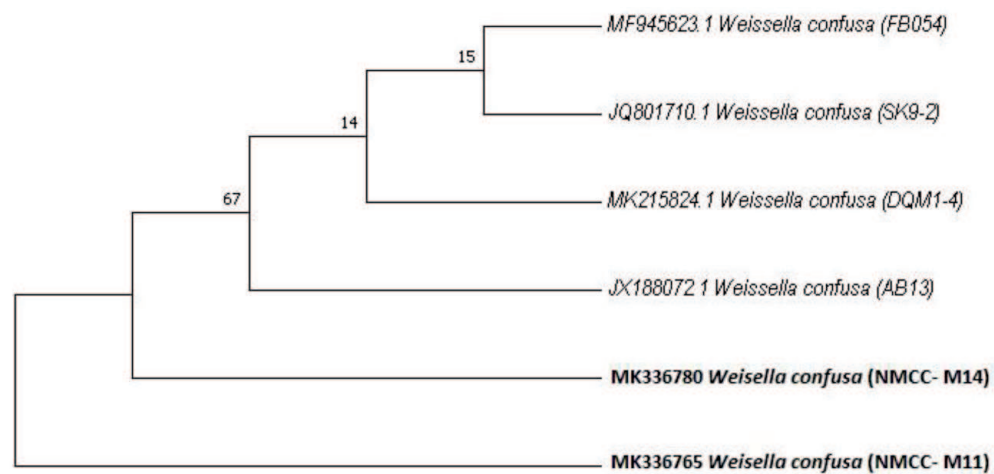 MF945623.1 Weissella confusa (FB054)
15
JQ801710.1 Weissella confusa (SK9-2)
14
MK215824.1 Weissella confusa (DQM1-4)
67
JX188072.1 Weissella confusa (AB13)
MK336780 Weisella confusa (NMCC- M14)
MK336765 Weisella confusa (NMCC- M11)